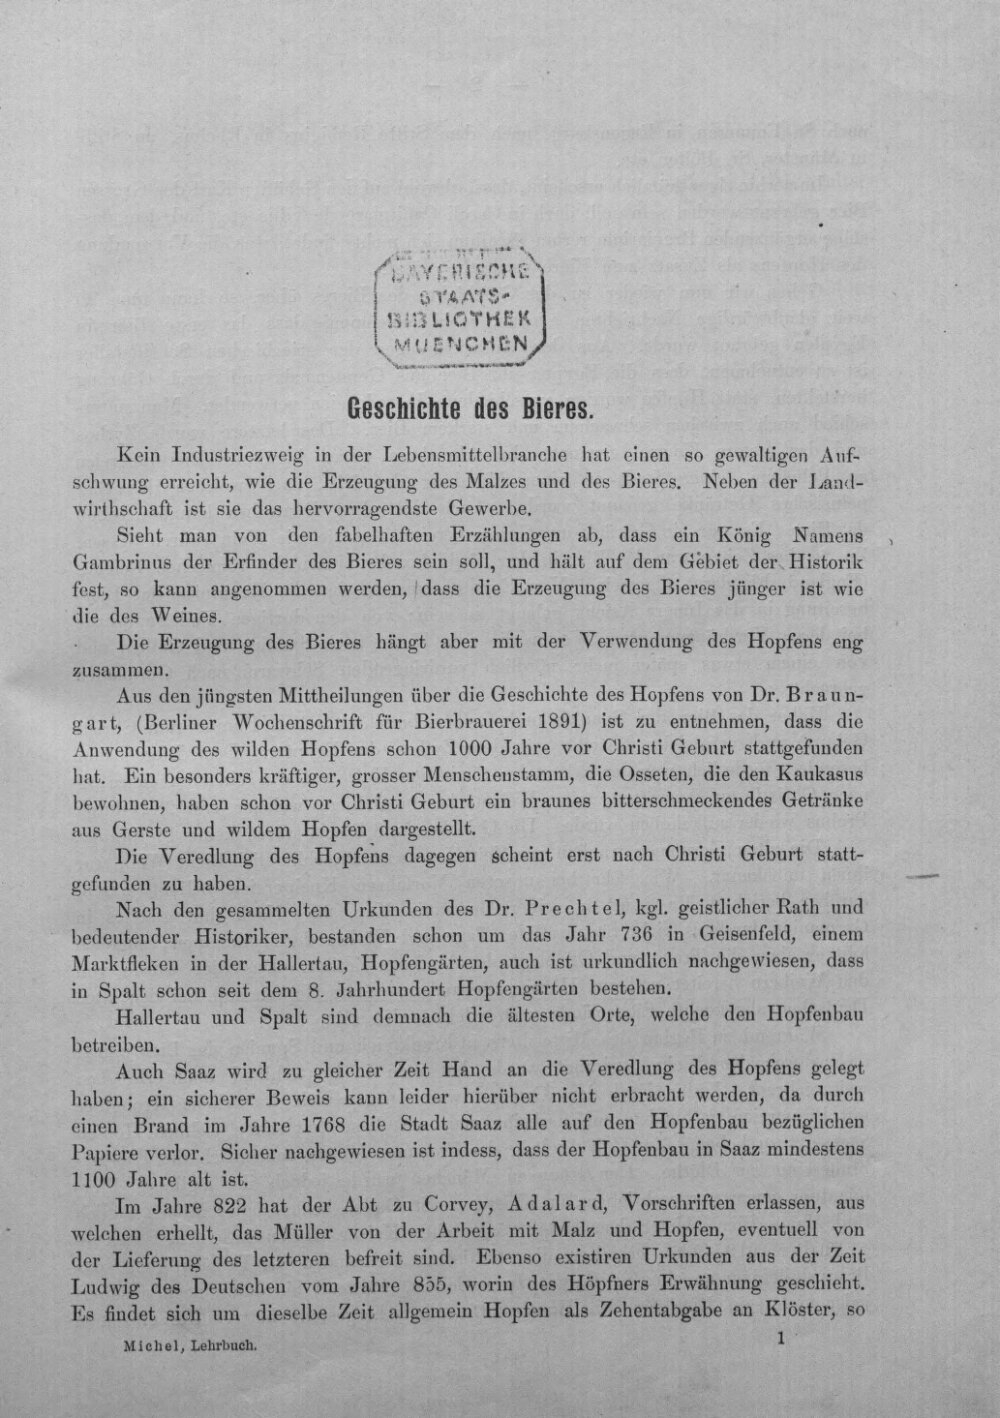 BAYERISCHE
STAATS-
BIBLIOTHEK
MUENCHEN
Geschichte des Bieres.
Kein Industriezweig in der Lebensmittelbranche hat einen so gewaltigen Auf-
schwung erreicht, wie die Erzeugung des Malzes und des Bieres. Neben der Land-
wirthschaft ist sie das hervorragendste Gewerbe.
Sieht man von den fabelhaften Erzählungen ab, dass ein König Namens
Gambrinus der Erfinder des Bieres sein soll, und hält auf dem Gebiet der Historik
fest, so kann angenommen werden, dass die Erzeugung des Bieres jünger ist wie
die des Weines.
Die Erzeugung des Bieres hängt aber mit der Verwendung des Hopfens eng
zusammen.
Aus den jüngsten Mittheilungen über die Geschichte des Hopfens von Dr. Braun-
gart, (Berliner Wochenschrift für Bierbrauerei 1891) ist zu entnehmen, dass die
Anwendung des wilden Hopfens schon 1000 Jahre vor Christi Geburt stattgefunden
hat. Ein besonders kräftiger, grosser Menschenstamm, die Osseten, die den Kaukasus
bewohnen, haben schon vor Christi Geburt ein braunes bitterschmeckendes Getränke
aus Gerste und wildem Hopfen dargestellt.
Die Veredlung des Hopfens dagegen scheint erst nach Christi Geburt statt-
gefunden zu haben.
Nach den gesammelten Urkunden des Dr. Prechtel, kgl. geistlicher Rath und
bedeutender Historiker, bestanden schon um das Jahr 736 in Geisenfeld, einem
Marktfleken in der Hallertau, Hopfengärten, auch ist urkundlich nachgewiesen, dass
in Spalt schon seit dem 8. Jahrhundert Hopfengärten bestehen.
Hallertau und Spalt sind demnach die ältesten Orte, welche den Hopfenbau
betreiben.
Auch Saaz wird zu gleicher Zeit Hand an die Veredlung des Hopfens gelegt
haben; ein sicherer Beweis kann leider hierüber nicht erbracht werden, da durch
einen Brand im Jahre 1768 die Stadt Saaz alle auf den Hopfenbau bezüglichen
Papiere verlor. Sicher nachgewiesen ist indess, dass der Hopfenbau in Saaz mindestens
1100 Jahre alt ist.
Im Jahre 822 hat der Abt zu Corvey, Adalard, Vorschriften erlassen, aus
welchen erhellt, das Müller von der Arbeit mit Malz und Hopfen, eventuell von
der Lieferung des letzteren befreit sind. Ebenso existiren Urkunden aus der Zeit
Ludwig des Deutschen vom Jahre 855, worin des Höpfners Erwähnung geschieht.
Es findet sich um dieselbe Zeit allgemein Hopfen als Zehentabgabe an Klöster, so
Michel, Lehrbuch. 1